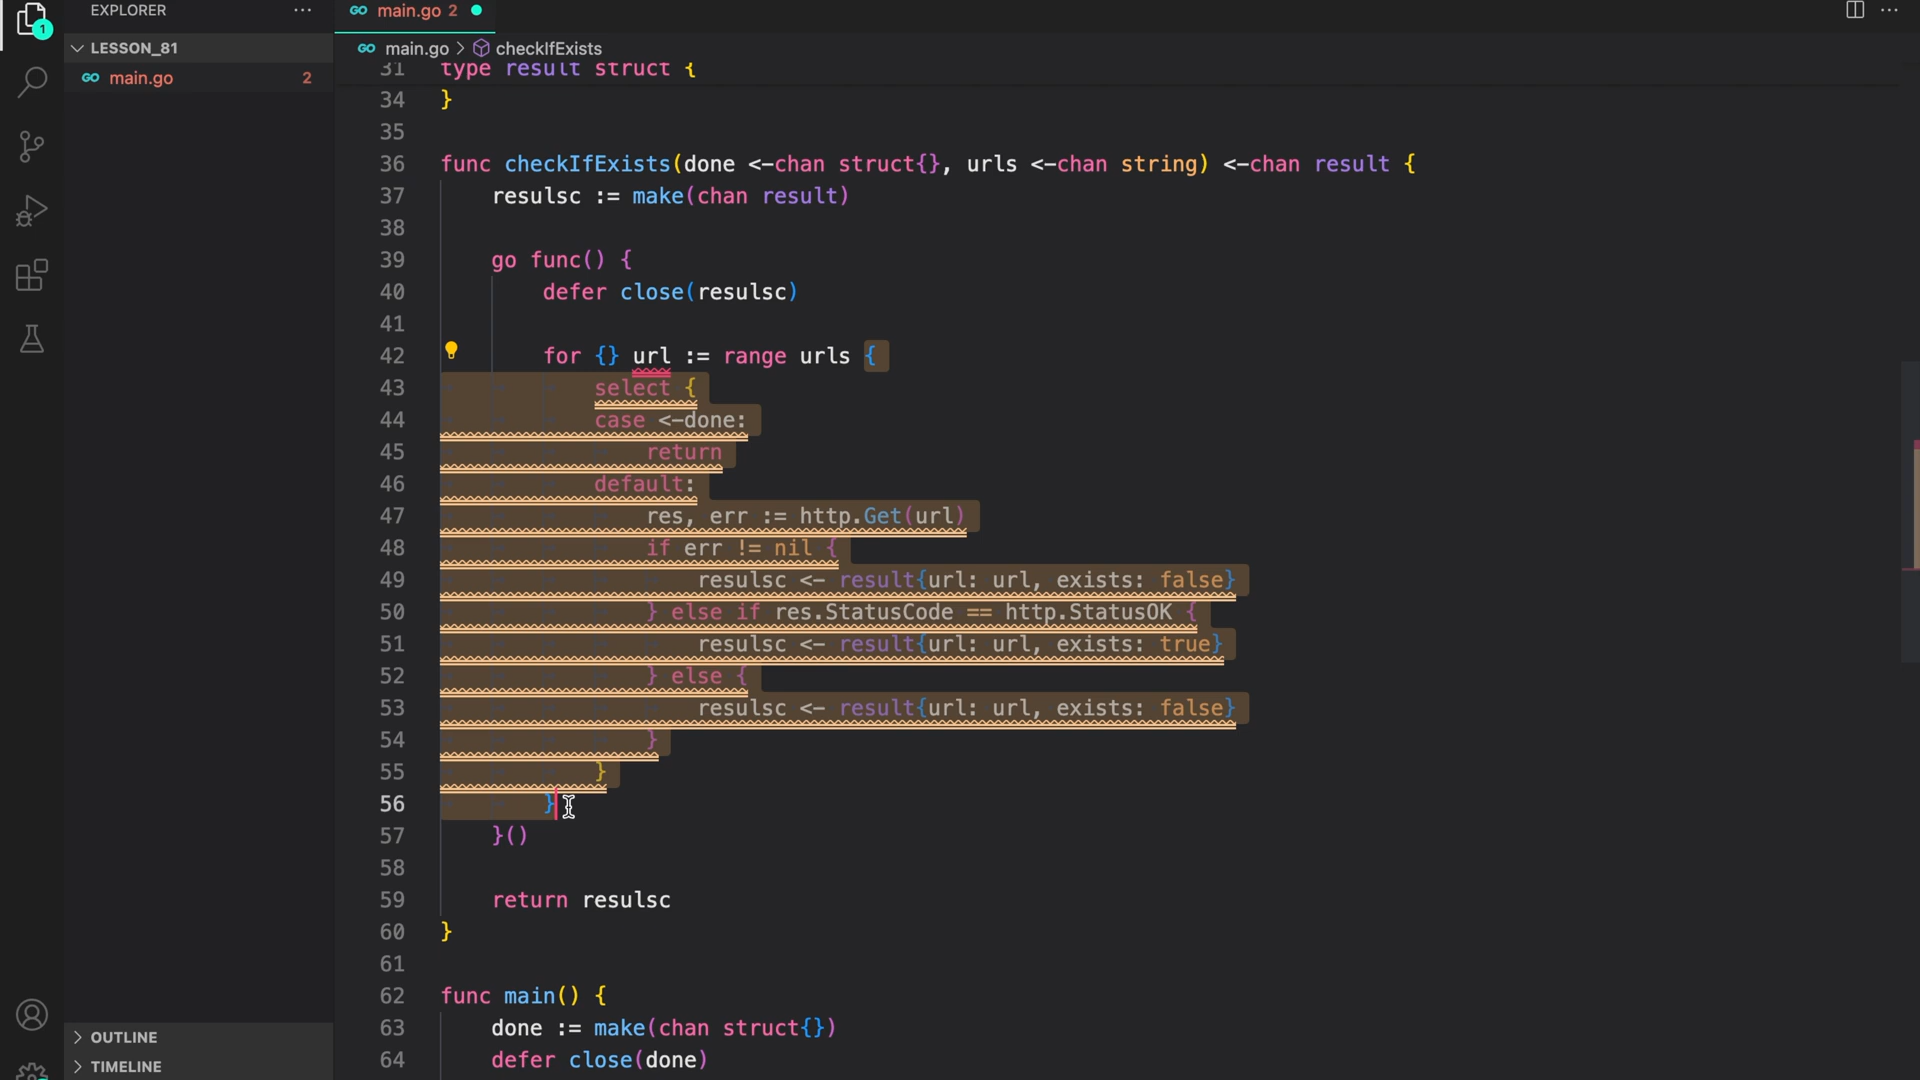 EXPLORER ···
main.go 2
···
1
LESSON_81
main.go > checkIfExists
main.go 2
31 type result struct {
34 }
35
36 func checkIfExists(done <-chan struct{}, urls <-chan string) <-chan result {
37 resulsc := make(chan result)
38
39 go func() {
40 defer close(resulsc)
41
42 for {} url := range urls {
43 select {
44 case <-done:
45 return
46 default:
47 res, err := http.Get(url)
48 if err != nil {
49 resulsc <- result{url: url, exists: false}
50 } else if res.StatusCode == http.StatusOK {
51 resulsc <- result{url: url, exists: true}
52 } else {
53 resulsc <- result{url: url, exists: false}
54 }
55 }
56 }
57 }()
58
59 return resulsc
60 }
61
62 func main() {
63 done := make(chan struct{})
64 defer close(done)
OUTLINE
TIMELINE